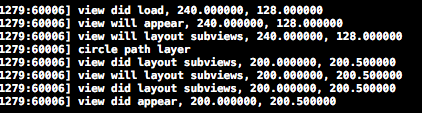 1279:60006] view did load, 240.000000, 128.000000
1279:60006] view will appear, 240.000000, 128.000000
1279:60006] view will layout subviews, 240.000000, 128.000000
1279:60006] circle path layer
1279:60006] view did layout subviews, 200.000000, 200.500000
1279:60006] view will layout subviews, 200.000000, 200.500000
1279:60006] view did layout subviews, 200.000000, 200.500000
1279:60006] view did appear, 200.000000, 200.500000